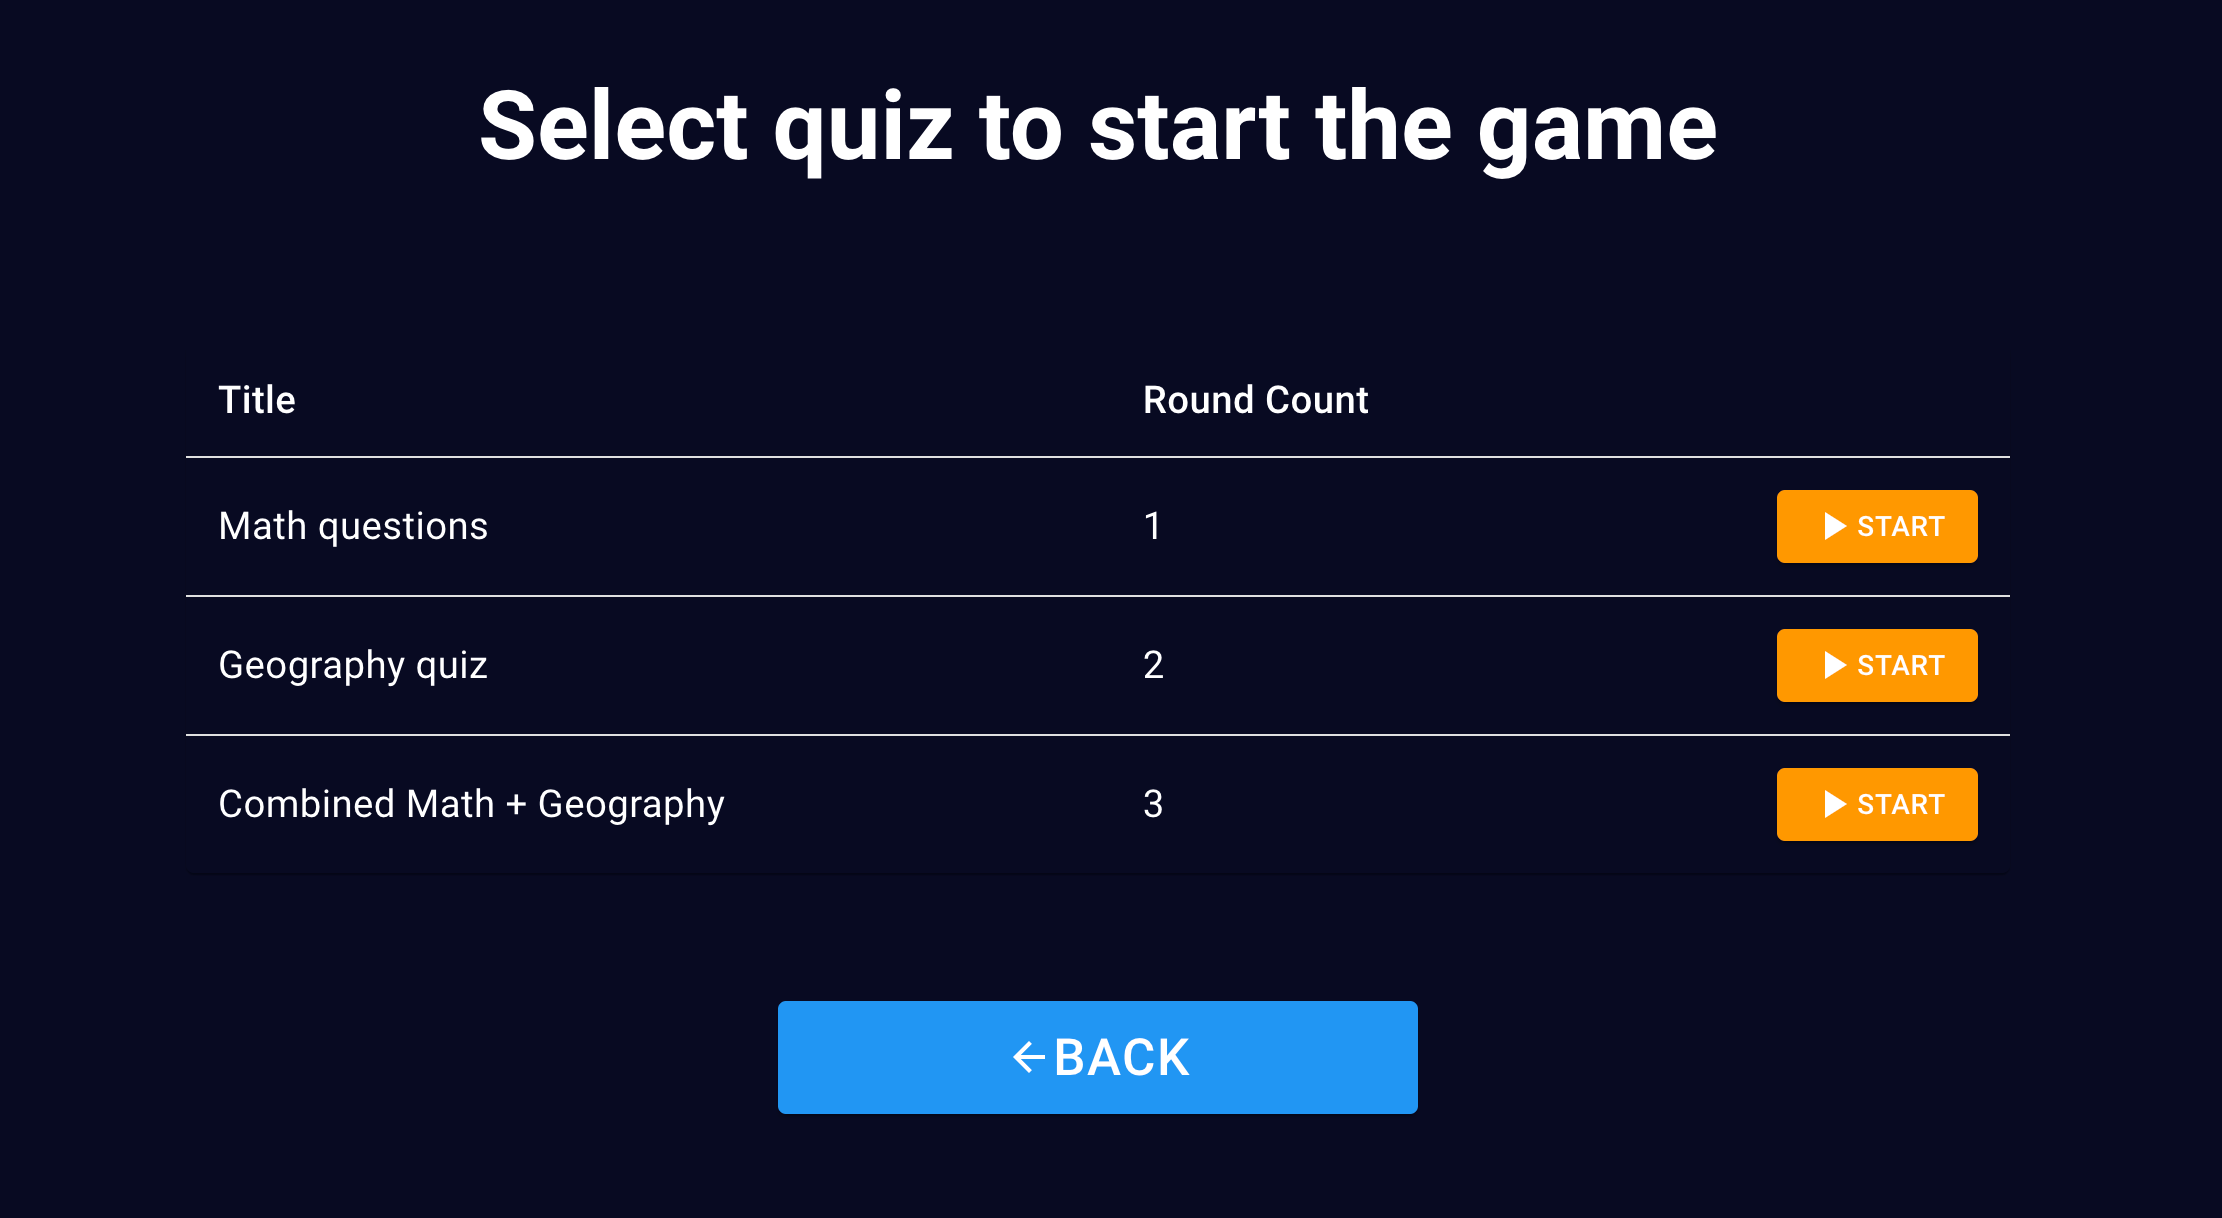 Select quiz to start the game
Title Round Count
Math questions 1 START
Geography quiz 2 START
Combined Math + Geography 3 START
BACK